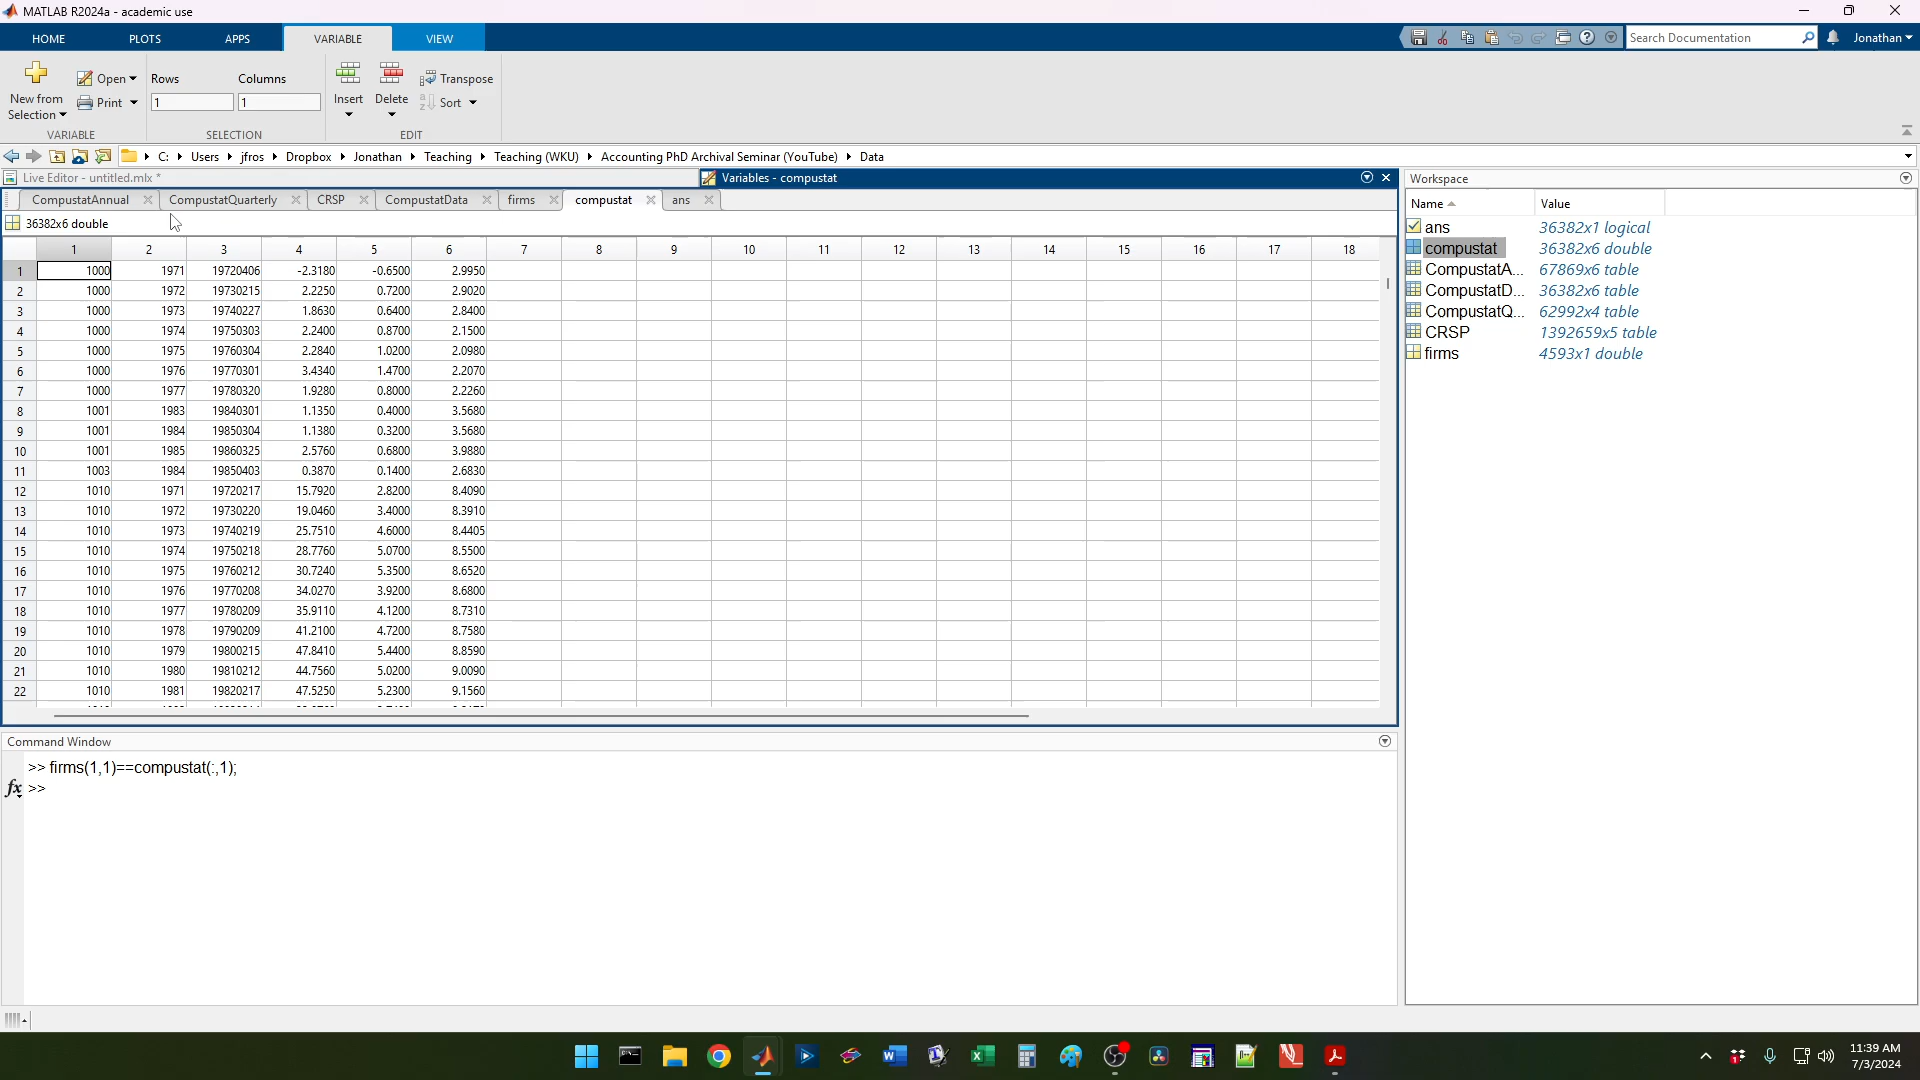 MATLAB R2024a - academic use
HOME PLOTS APPS VARIABLE VIEW Search Documentation Jonathan
New from Selection Open Print Rows Columns 1 1 Insert Delete Transpose Sort
VARIABLE SELECTION EDIT
C: Users jfros Dropbox Jonathan Teaching Teaching (WKU) Accounting PhD Archival Seminar (YouTube) Data
Live Editor - untitled.mlx * Variables - compustat Workspace
CompustatAnnual CompustatQuarterly CRSP CompustatData firms compustat ans
36382x6 double
1 2 3 4 5 6 7 8 9 10 11 12 13 14 15 16 17 18
1 1000 1971 19720406 -2.3180 -0.6500 2.9950
2 1000 1972 19730215 2.2250 0.7200 2.9020
3 1000 1973 19740227 1.8630 0.6400 2.8400
4 1000 1974 19750303 2.2400 0.8700 2.1500
5 1000 1975 19760304 2.2840 1.0200 2.0980
6 1000 1976 19770301 3.4340 1.4700 2.2070
7 1000 1977 19780320 1.9280 0.8000 2.2260
8 1001 1983 19840301 1.1350 0.4000 3.5680
9 1001 1984 19850304 1.1380 0.3200 3.5680
10 1001 1985 19860325 2.5760 0.6800 3.9880
11 1003 1984 19850403 0.3870 0.1400 2.6830
12 1010 1971 19720217 15.7920 2.8200 8.4090
13 1010 1972 19730220 19.0460 3.4000 8.3910
14 1010 1973 19740219 25.7510 4.6000 8.4405
15 1010 1974 19750218 28.7760 5.0700 8.5500
16 1010 1975 19760212 30.7240 5.3500 8.6520
17 1010 1976 19770208 34.0270 3.9200 8.6800
18 1010 1977 19780209 35.9110 4.1200 8.7310
19 1010 1978 19790209 41.2100 4.7200 8.7580
20 1010 1979 19800215 47.8410 5.4400 8.8590
21 1010 1980 19810212 44.7560 5.0200 9.0090
22 1010 1981 19820217 47.5250 5.2300 9.1560
Name Value
ans 36382x1 logical
compustat 36382x6 double
CompustatA... 67869x6 table
CompustatD... 36382x6 table
CompustatQ... 62992x4 table
CRSP 1392659x5 table
firms 4593x1 double
Command Window
>> firms(1,1)==compustat(:,1);
fx >>
11:39 AM
7/3/2024